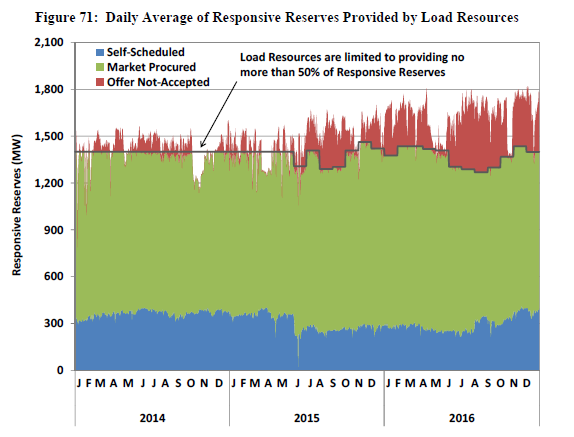 Figure 71: Daily Average of Responsive Reserves Provided by Load Resources
2,100
1,800
1,500
1,200
900
600
300
0
Responsive Reserves (MW)
Self-Scheduled
Market Procured
Offer Not-Accepted
Load Resources are limited to providing no
more than 50% of Responsive Reserves
J F M A M J J A S O N D J F M A M J J A S O N D J F M A M J J A S O N D
2014 2015 2016